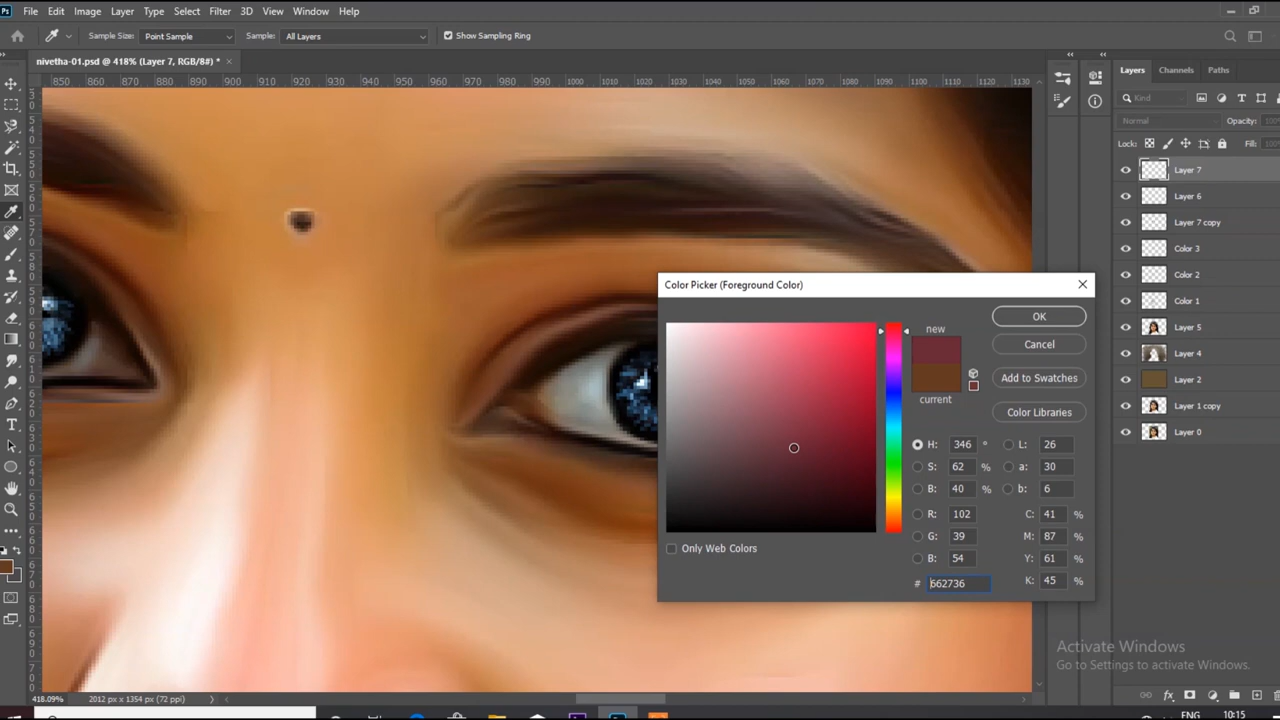 Ps File Edit Image Layer Type Select Filter 3D View Window Help
Sample Size: Point Sample Sample: All Layers Show Sampling Ring
nivetha-01.psd @ 418% (Layer 7, RGB/8#) * ×
850 860 870 880 890 900 910 920 930 940 950 960 970 980 990 1000 1010 1020 1030 1040 1050 1060 1070 1080 1090 1100 1110 1120 1130
Layers Channels Paths
Kind
Normal Opacity: 100%
Lock: Fill:
Layer 7
Layer 6
Layer 7 copy
Color 3
Color 2
Color 1
Layer 5
Layer 4
Layer 2
Layer 1 copy
Layer 0
Color Picker (Foreground Color)
new
current
OK
Cancel
Add to Swatches
Color Libraries
H: 346 ° L: 26
S: 62 % a: 30
B: 40 % b: 6
R: 102 C: 41 %
G: 39 M: 87 %
B: 54 Y: 61 %
# 662736 K: 45 %
Only Web Colors
Activate Windows
Go to Settings to activate Windows.
418.09% 2012 px x 1354 px (72 ppi)
ENG 10:15